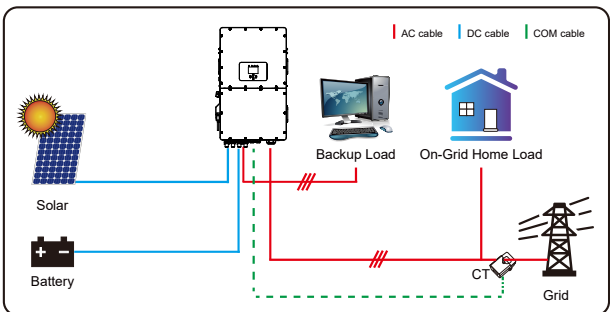 AC cable
DC cable
COM cable
Backup Load
On-Grid Home Load
Solar
Battery
CT
Grid